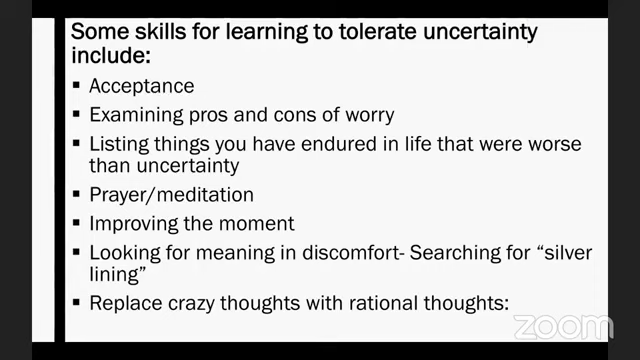 Some skills for learning to tolerate uncertainty
include:
▪ Acceptance
▪ Examining pros and cons of worry
▪ Listing things you have endured in life that were worse
than uncertainty
▪ Prayer/meditation
▪ Improving the moment
▪ Looking for meaning in discomfort- Searching for “silver
lining”
▪ Replace crazy thoughts with rational thoughts:
zoom